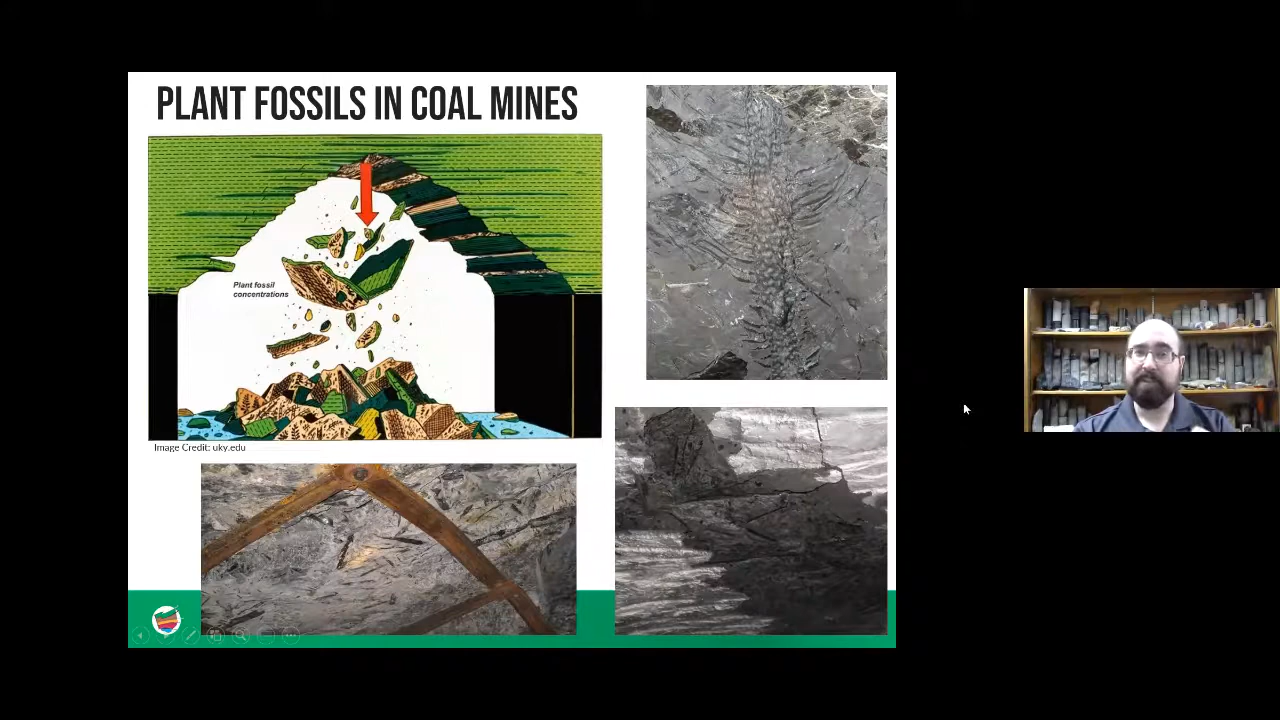 PLANT FOSSILS IN COAL MINES
Plant fossil
concentrations
Image Credit: uky.edu